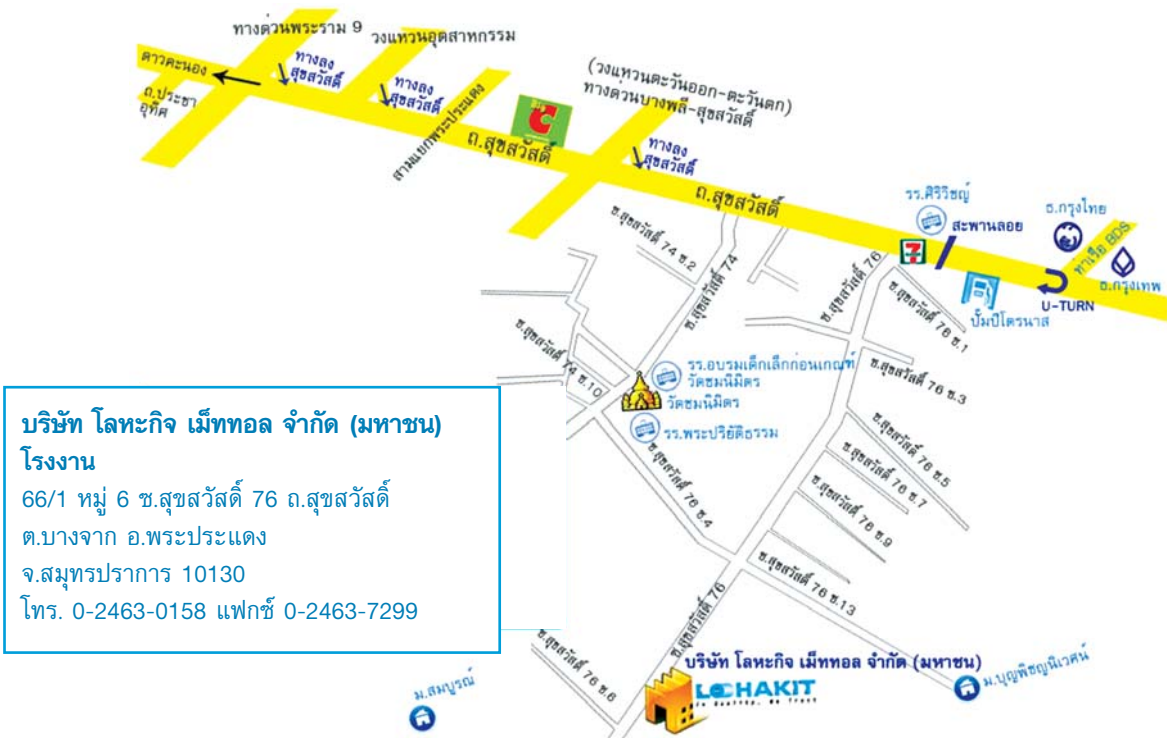 ทางด่วนพระราม 9
วงแหวนอุตสาหกรรม
ดาวคะนอง
ทางลง
สุขสวัสดิ์
ถ.ประชา
อุทิศ
ทางลง
สุขสวัสดิ์
สามแยกพระประแดง
Big
C
ถ.สุขสวัสดิ์
(วงแหวนตะวันออก-ตะวันตก)
ทางด่วนบางพลี-สุขสวัสดิ์
ทางลง
สุขสวัสดิ์
ถ.สุขสวัสดิ์
รร.ศิริวิชญ์
สะพานลอย
ธ.กรุงไทย
ท่าเรือ BDS
ธ.กรุงเทพ
U-TURN
7
ปั๊มปิโตรนาส
ซ.สุขสวัสดิ์ 74 ซ.2
ซ.สุขสวัสดิ์ 74
ซ.สุขสวัสดิ์ 76
ซ.สุขสวัสดิ์ 76 ซ.1
ซ.สุขสวัสดิ์ 74 ซ.10
ซ.สุขสวัสดิ์ 76 ซ.3
รร.อบรมเด็กเล็กก่อนเกณฑ์
วัดชมนิมิตร
วัดชมนิมิตร
รร.พระปริยัติธรรม
ซ.สุขสวัสดิ์ 76 ซ.5
ซ.สุขสวัสดิ์ 76 ซ.7
ซ.สุขสวัสดิ์ 76 ซ.4
ซ.สุขสวัสดิ์ 76 ซ.9
ซ.สุขสวัสดิ์ 76 ซ.13
บริษัท โลหะกิจ เม็ททอล จำกัด (มหาชน)
โรงงาน
66/1 หมู่ 6 ซ.สุขสวัสดิ์ 76 ถ.สุขสวัสดิ์
ต.บางจาก อ.พระประแดง
จ.สมุทรปราการ 10130
โทร. 0-2463-0158 แฟกซ์ 0-2463-7299
ซ.สุขสวัสดิ์ 76
ซ.สุขสวัสดิ์ 76 ซ.6
บริษัท โลหะกิจ เม็ททอล จำกัด (มหาชน)
LOHAKIT
In Quality, We Trust
ม.บุญพิชญนิเวศน์
ม.สมบูรณ์